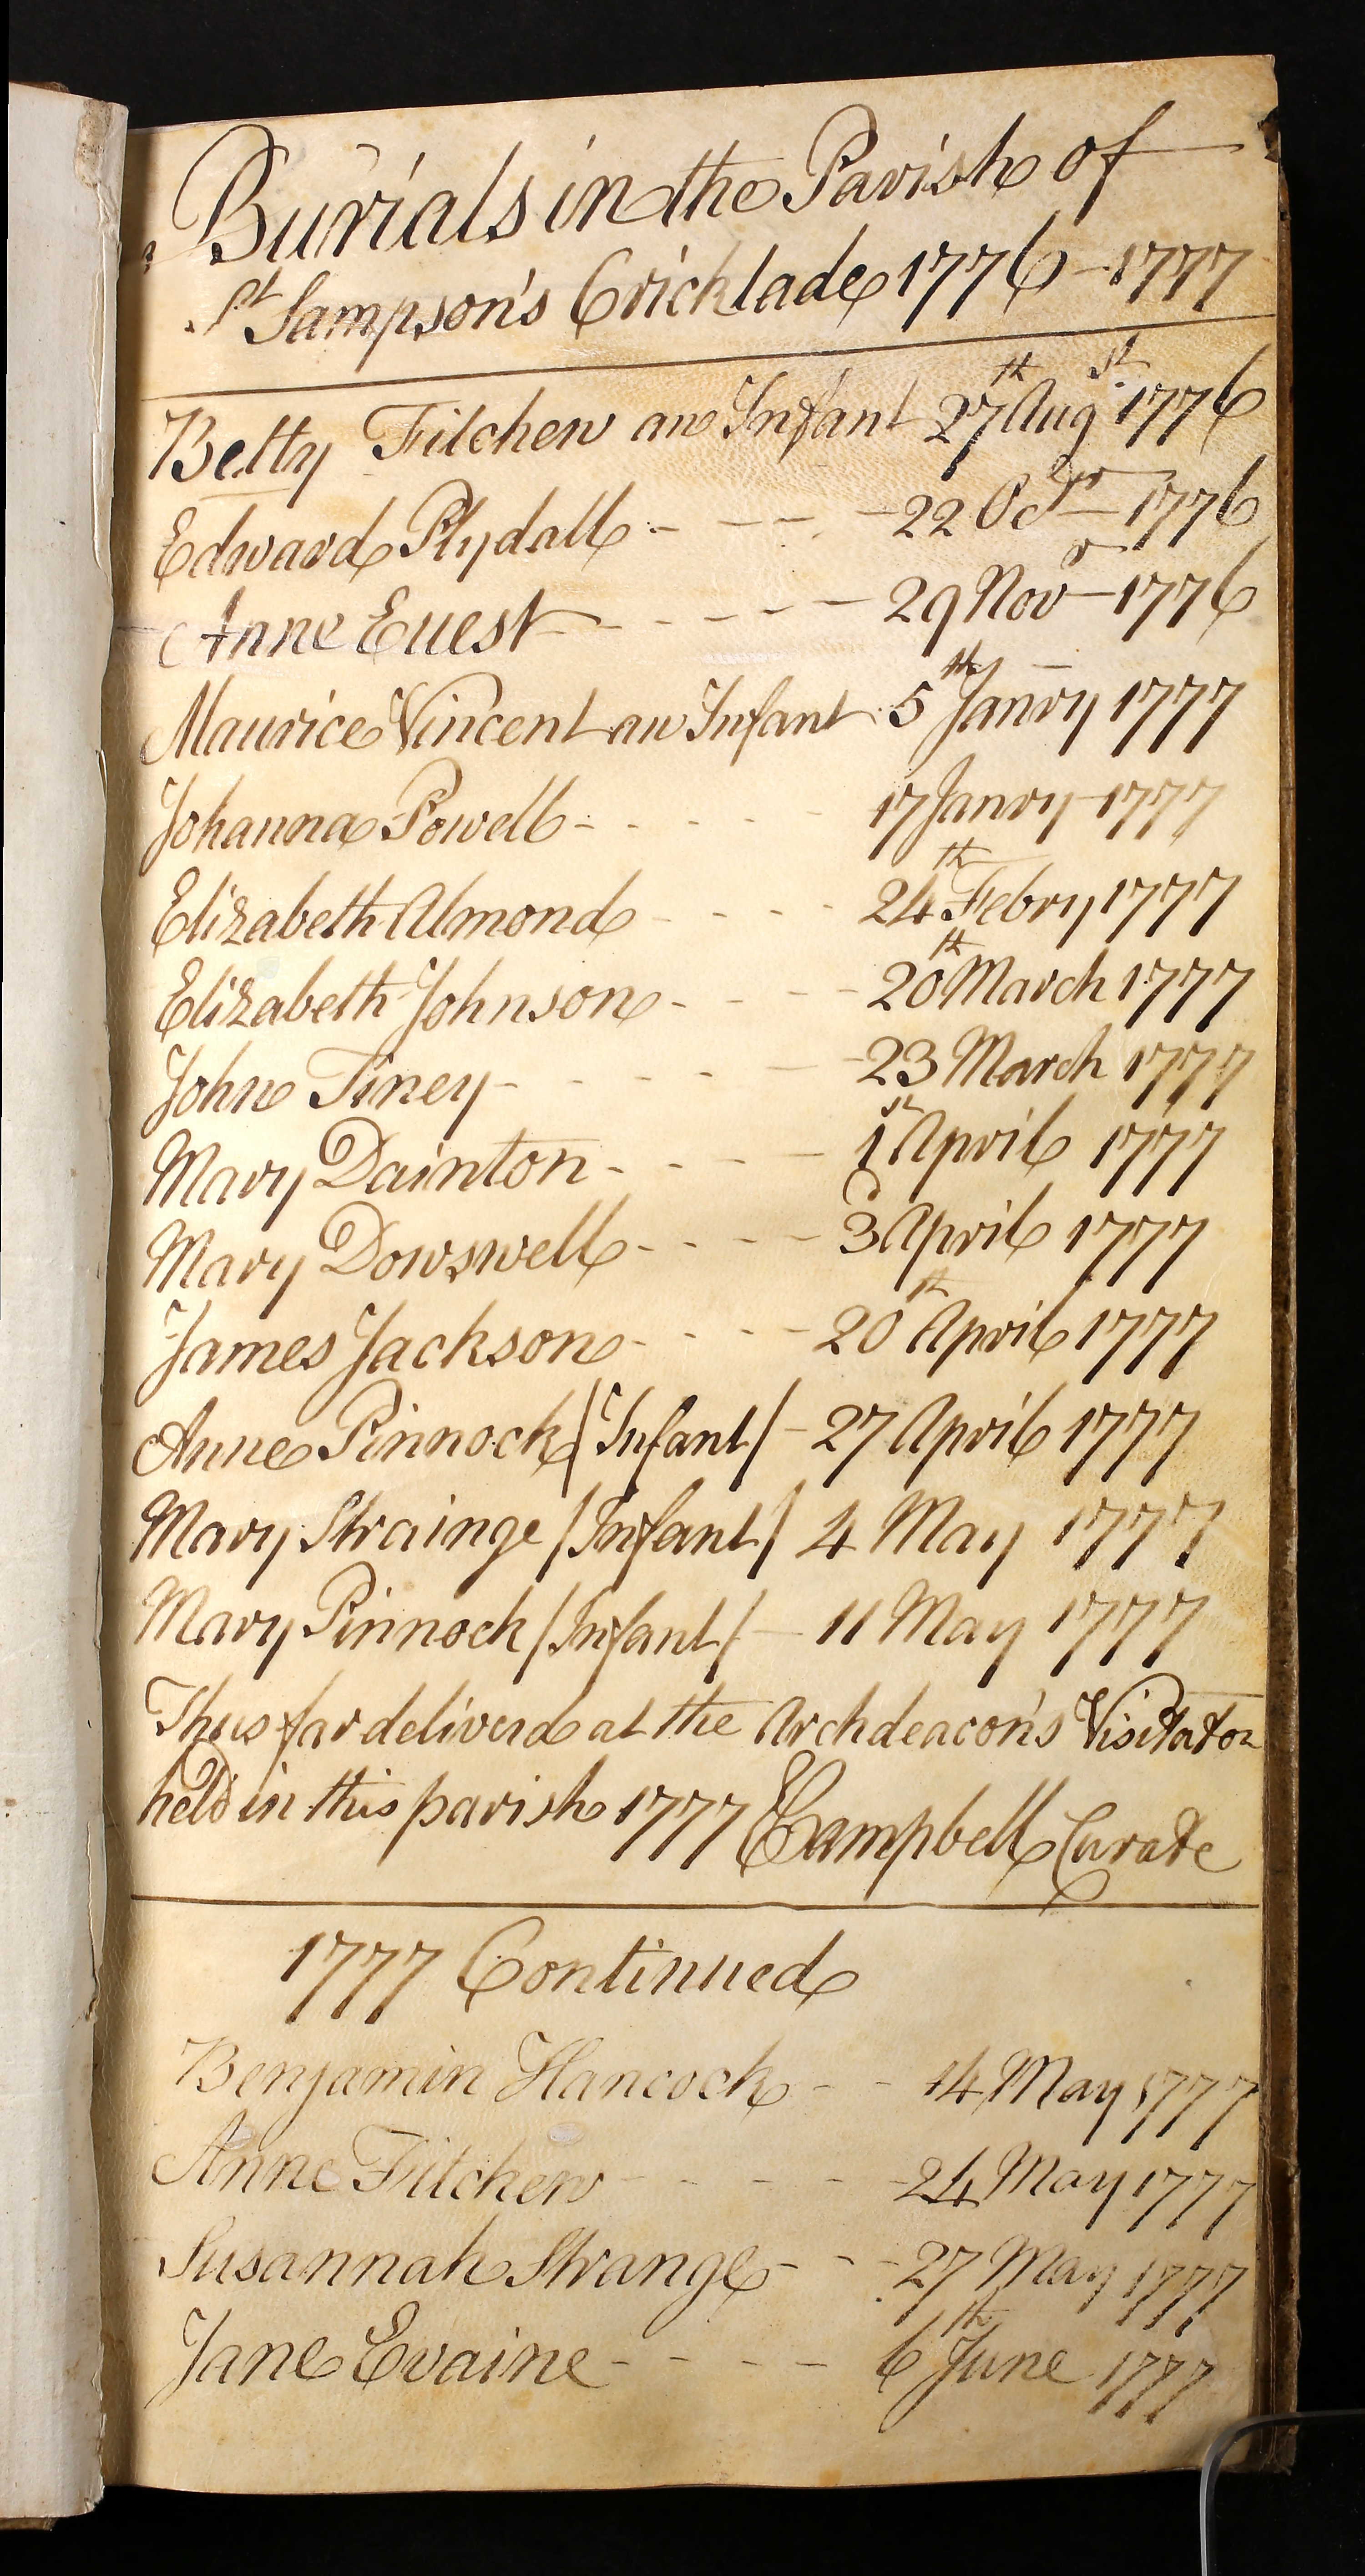 Burials in the Parish of
St Sampson's Cricklade 1776 - 1777
Betty Fitchew an Infant 27th Augst 1776
Edward Plydall - - - - 22 Octr 1776
Anne Euest - - - - 29 Novr 1776
Maurice Vincent an Infant 5th Janry 1777
Johanna Powell - - - - 17 Janry 1777
Elizabeth Almond - - - - 24th Febry 1777
Elizabeth Johnson - - - - 20th March 1777
John Tiney - - - - 23 March 1777
Mary Dainton - - - - 1st April 1777
Mary Dowswell - - - - 3d April 1777
James Jackson - - - - 20th April 1777
Anne Pinnock / Infant / - 27 April 1777
Mary Strainge / Infant / 4 May 1777
Mary Pinnock / Infant / - 11 May 1777
Thus far deliverd at the Archdeacon's Visitation
held in this parish 1777 Campbell Curate
1777 Continued
Benjamin Hancock - - 14 May 1777
Anne Fitchew - - - - 24 May 1777
Susannah Strange - - - 27 May 1777
Jane Evaine - - - - 6th June 1777